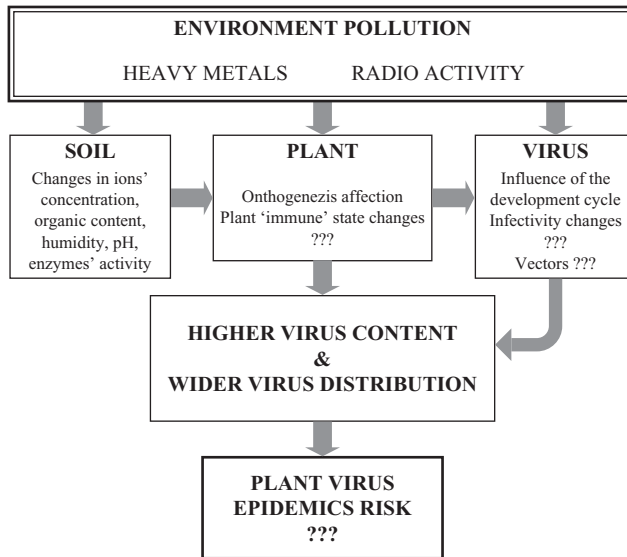 ENVIRONMENT POLLUTION
HEAVY METALS RADIO ACTIVITY
SOIL
Changes in ions’
concentration,
organic content,
humidity, pH,
enzymes’ activity
PLANT
Onthogenezis affection
Plant ‘immune’ state changes
???
VIRUS
Influence of the
development cycle
Infectivity changes
???
Vectors ???
HIGHER VIRUS CONTENT
&
WIDER VIRUS DISTRIBUTION
PLANT VIRUS
EPIDEMICS RISK
???